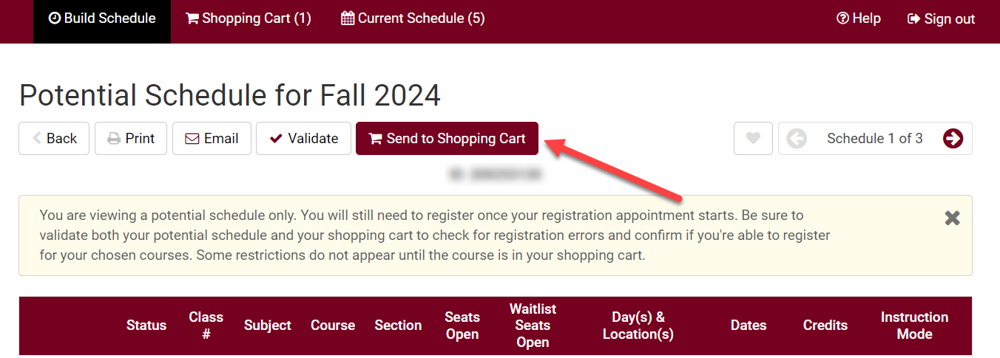 Build Schedule
Shopping Cart (1)
Current Schedule (5)
Help
Sign out
Potential Schedule for Fall 2024
Back
Print
Email
Validate
Send to Shopping Cart
Schedule 1 of 3
You are viewing a potential schedule only. You will still need to register once your registration appointment starts. Be sure to
validate both your potential schedule and your shopping cart to check for registration errors and confirm if you're able to register
for your chosen courses. Some restrictions do not appear until the course is in your shopping cart.
Status
Class
#
Subject
Course
Section
Seats
Open
Waitlist
Seats
Open
Day(s) &
Location(s)
Dates
Credits
Instruction
Mode